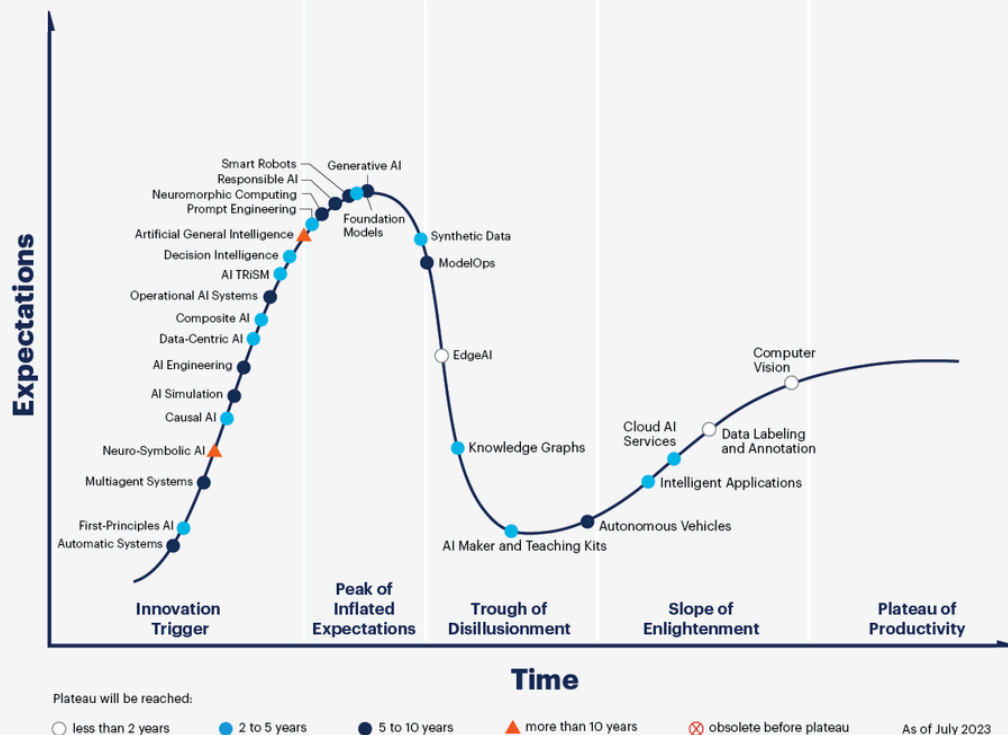 Expectations
Smart Robots
Generative AI
Responsible AI
Neuromorphic Computing
Prompt Engineering
Foundation
Models
Artificial General Intelligence
Synthetic Data
Decision Intelligence
ModelOps
AI TRiSM
Operational AI Systems
Composite AI
Data-Centric AI
EdgeAI
Computer
Vision
AI Engineering
AI Simulation
Causal AI
Cloud AI
Services
Data Labeling
and Annotation
Neuro-Symbolic AI
Knowledge Graphs
Multiagent Systems
Intelligent Applications
First-Principles AI
Autonomous Vehicles
Automatic Systems
AI Maker and Teaching Kits
Innovation
Trigger
Peak of
Inflated
Expectations
Trough of
Disillusionment
Slope of
Enlightenment
Plateau of
Productivity
Time
Plateau will be reached:
less than 2 years
2 to 5 years
5 to 10 years
more than 10 years
obsolete before plateau
As of July 2023